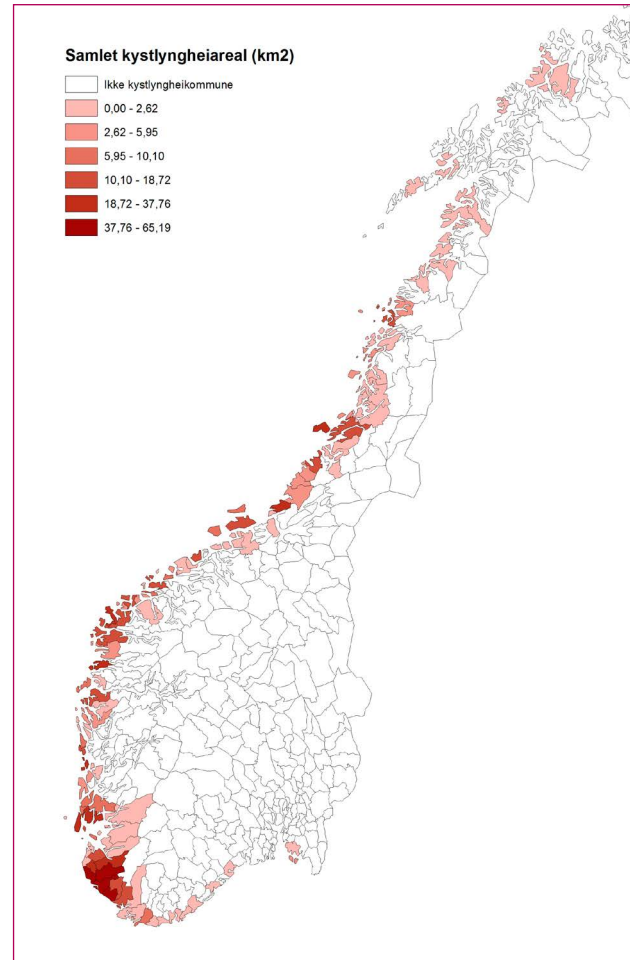 Samlet kystlyngheiareal (km2)
Ikke kystlyngheikommune
0,00 - 2,62
2,62 - 5,95
5,95 - 10,10
10,10 - 18,72
18,72 - 37,76
37,76 - 65,19